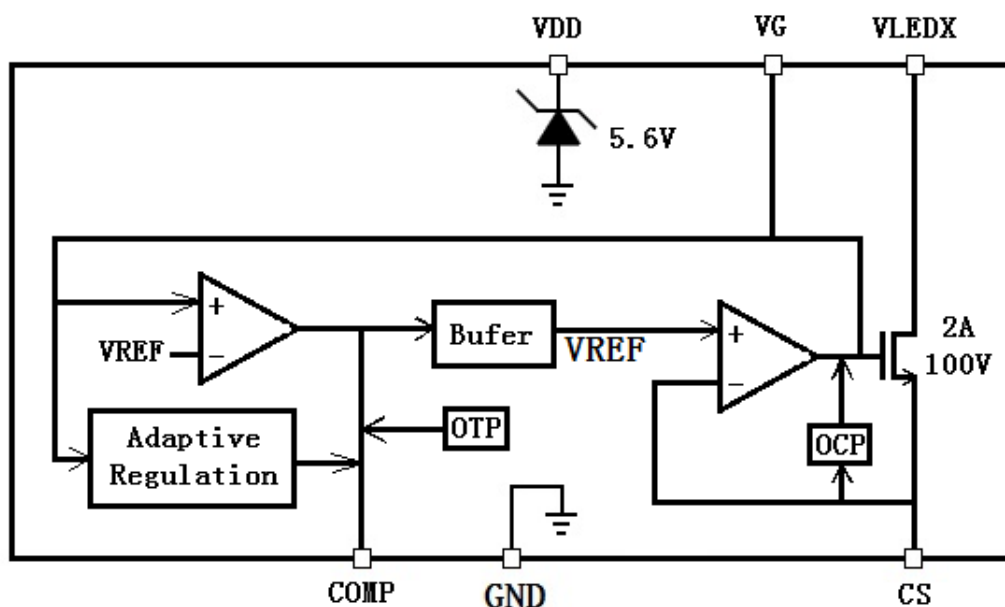 VDD
VG
VLEDX
5.6V
+
VREF
−
Bufer
VREF
+
−
2A
100V
OTP
OCP
Adaptive
Regulation
COMP
GND
CS